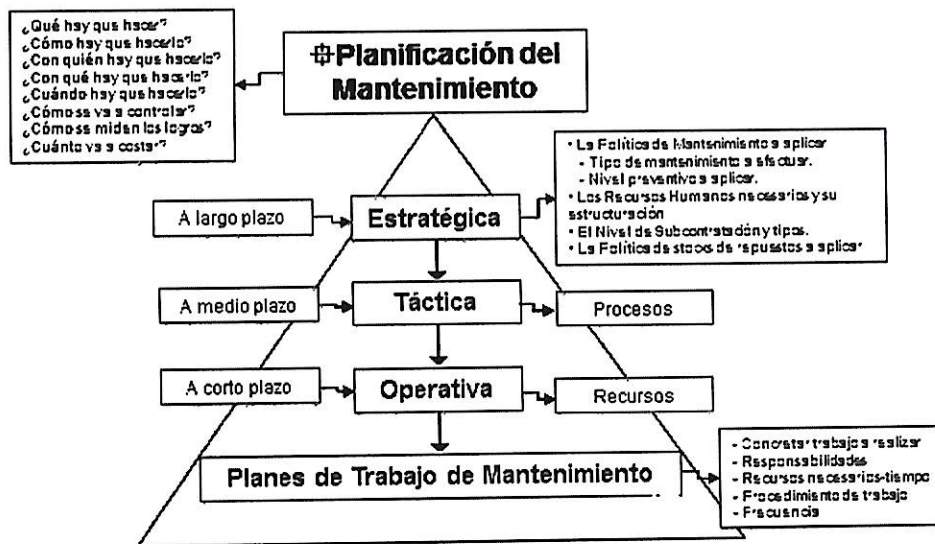 ¿Qué hay que hacer?
¿Cómo hay que hacerlo?
¿Con quién hay que hacerlo?
¿Con qué hay que hacerlo?
¿Cuándo hay que hacerlo?
¿Cómo se va a controlar?
¿Cómo se miden los logros?
¿Cuánto va a costar?
Planificación del
Mantenimiento
• La Política de Mantenimiento a aplicar
- Tipo de mantenimiento a efectuar.
- Nivel preventivo a aplicar.
• Los Recursos Humanos necesarios y su
estructuración
• El Nivel de Subcontratación y tipos.
• La Política de stocks de repuestos a aplicar
A largo plazo
Estratégica
A medio plazo
Táctica
Procesos
A corto plazo
Operativa
Recursos
Planes de Trabajo de Mantenimiento
- Concretar trabajo a realizar
- Responsabilidades
- Recursos necesarios-tiempo
- Procedimiento de trabajo
- Frecuencia